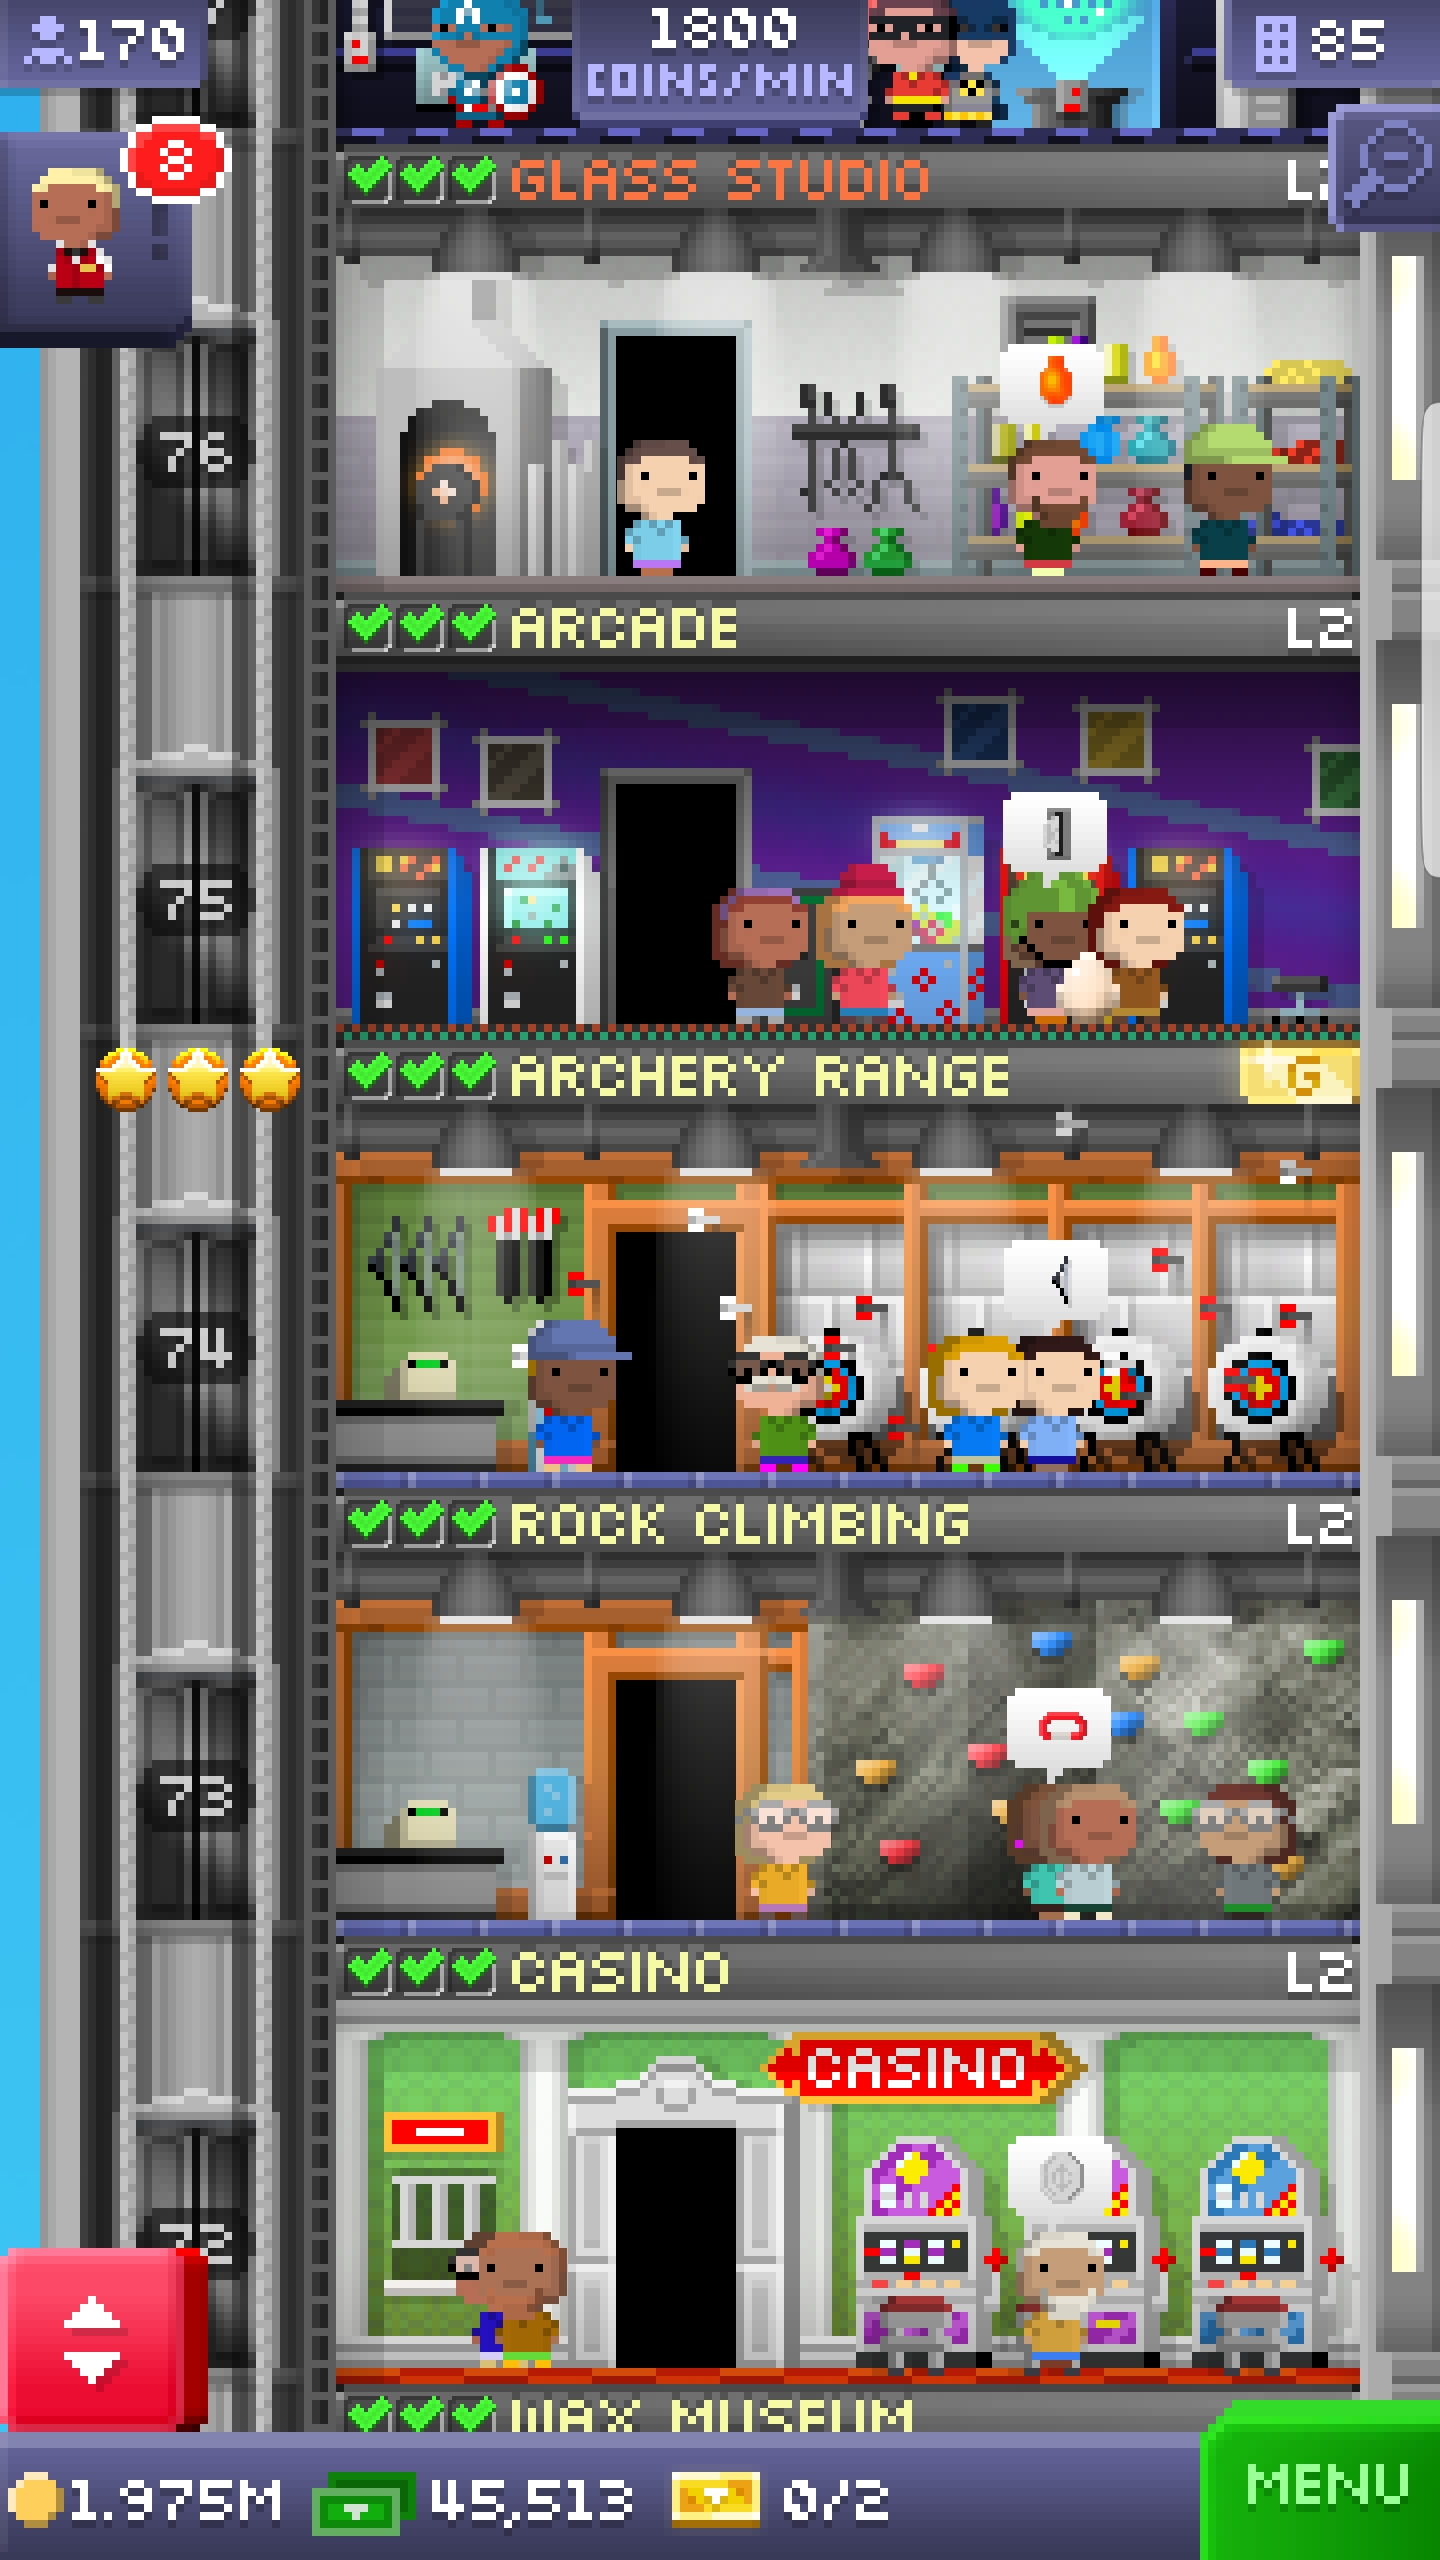 170
1800
COINS/MIN
85
8
GLASS STUDIO
76
ARCADE L2
75
ARCHERY RANGE G
74
ROCK CLIMBING L2
73
CASINO L2
CASINO
72
WAX MUSEUM
1.975M 45,513 0/2 MENU